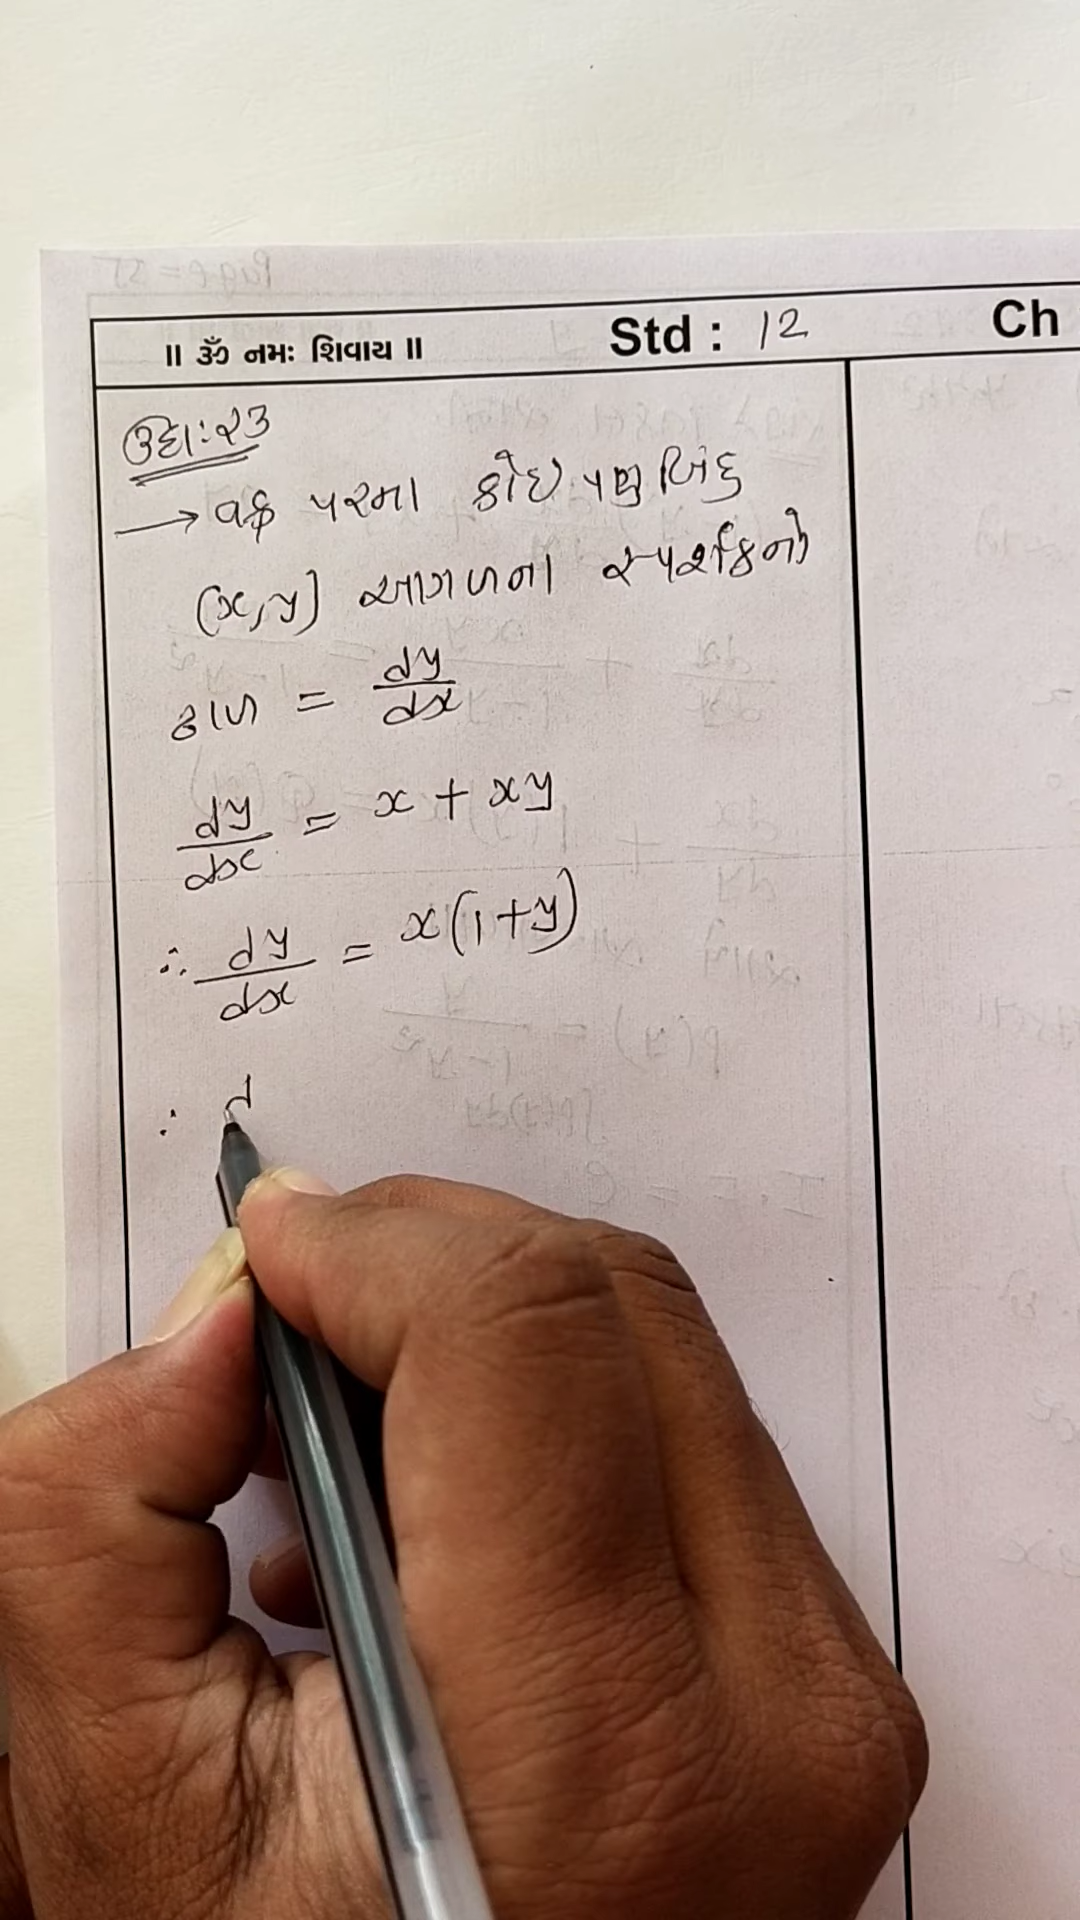 ॥ ૐ નમઃ શિવાય ॥ Std : 12 Ch
ઉદા:૨૩
→ વક્ર પરના કોઇ પણ બિંદુ
(x,y) આગળના સ્પર્શકનો
ઢાળ = dy/dx
dy/dx = x + xy
∴ dy/dx = x(1+y)
∴ d